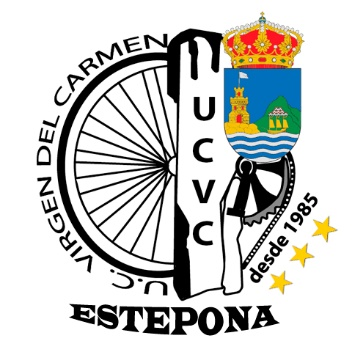 U.C. VIRGEN DEL CARMEN
UCVC
desde 1985
ESTEPONA